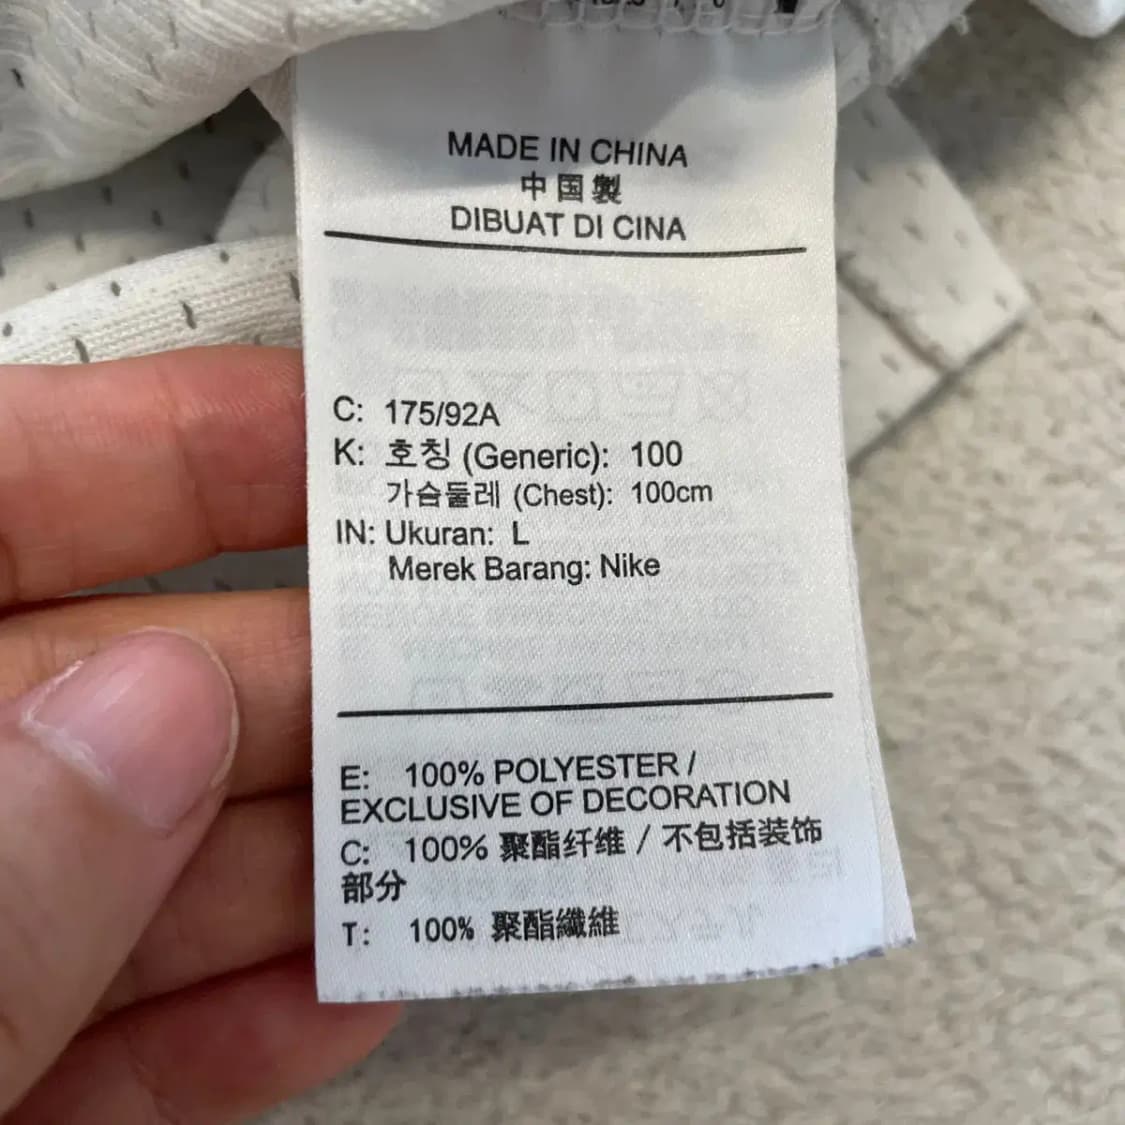 MADE IN CHINA
中国製
DIBUAT DI CINA
C: 175/92A
K: 호칭 (Generic): 100
가슴둘레 (Chest): 100cm
IN: Ukuran: L
Merek Barang: Nike
E: 100% POLYESTER /
EXCLUSIVE OF DECORATION
C: 100% 聚酯纤维 / 不包括装饰
部分
T: 100% 聚酯纖維